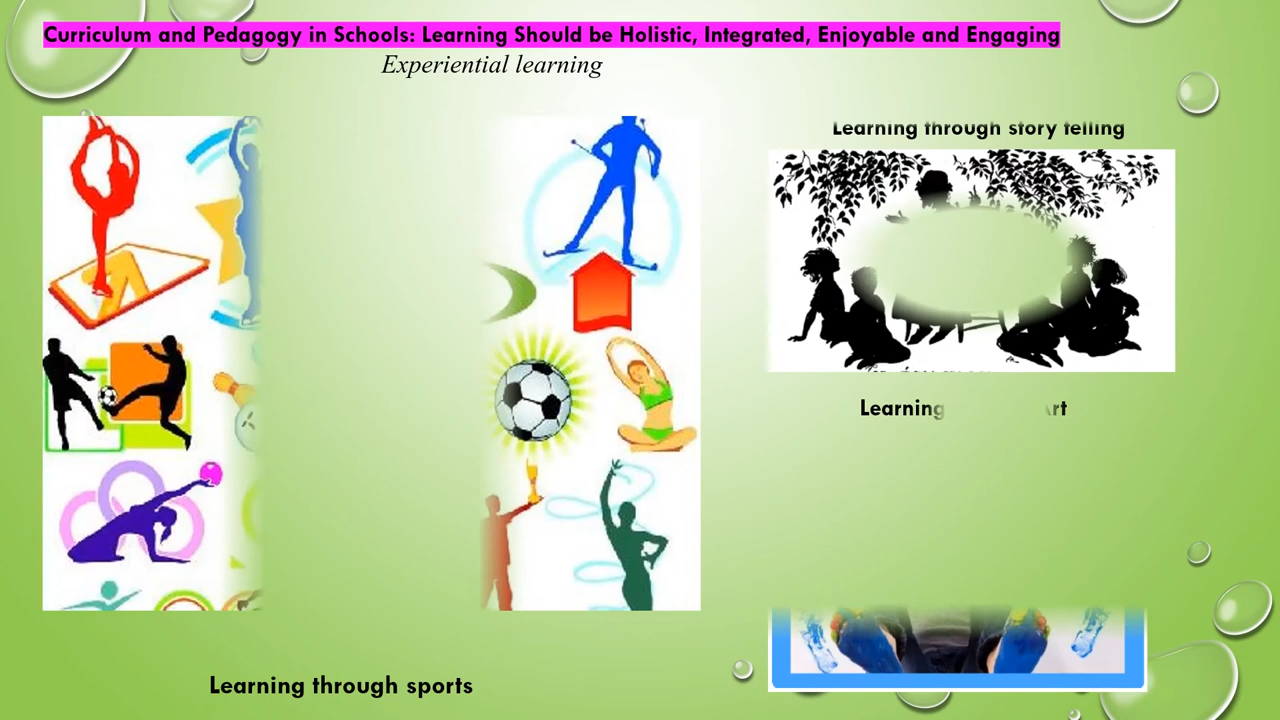 Curriculum and Pedagogy in Schools: Learning Should be Holistic, Integrated, Enjoyable and Engaging
Experiential learning
Learning through story telling
Learning
Learning through sports